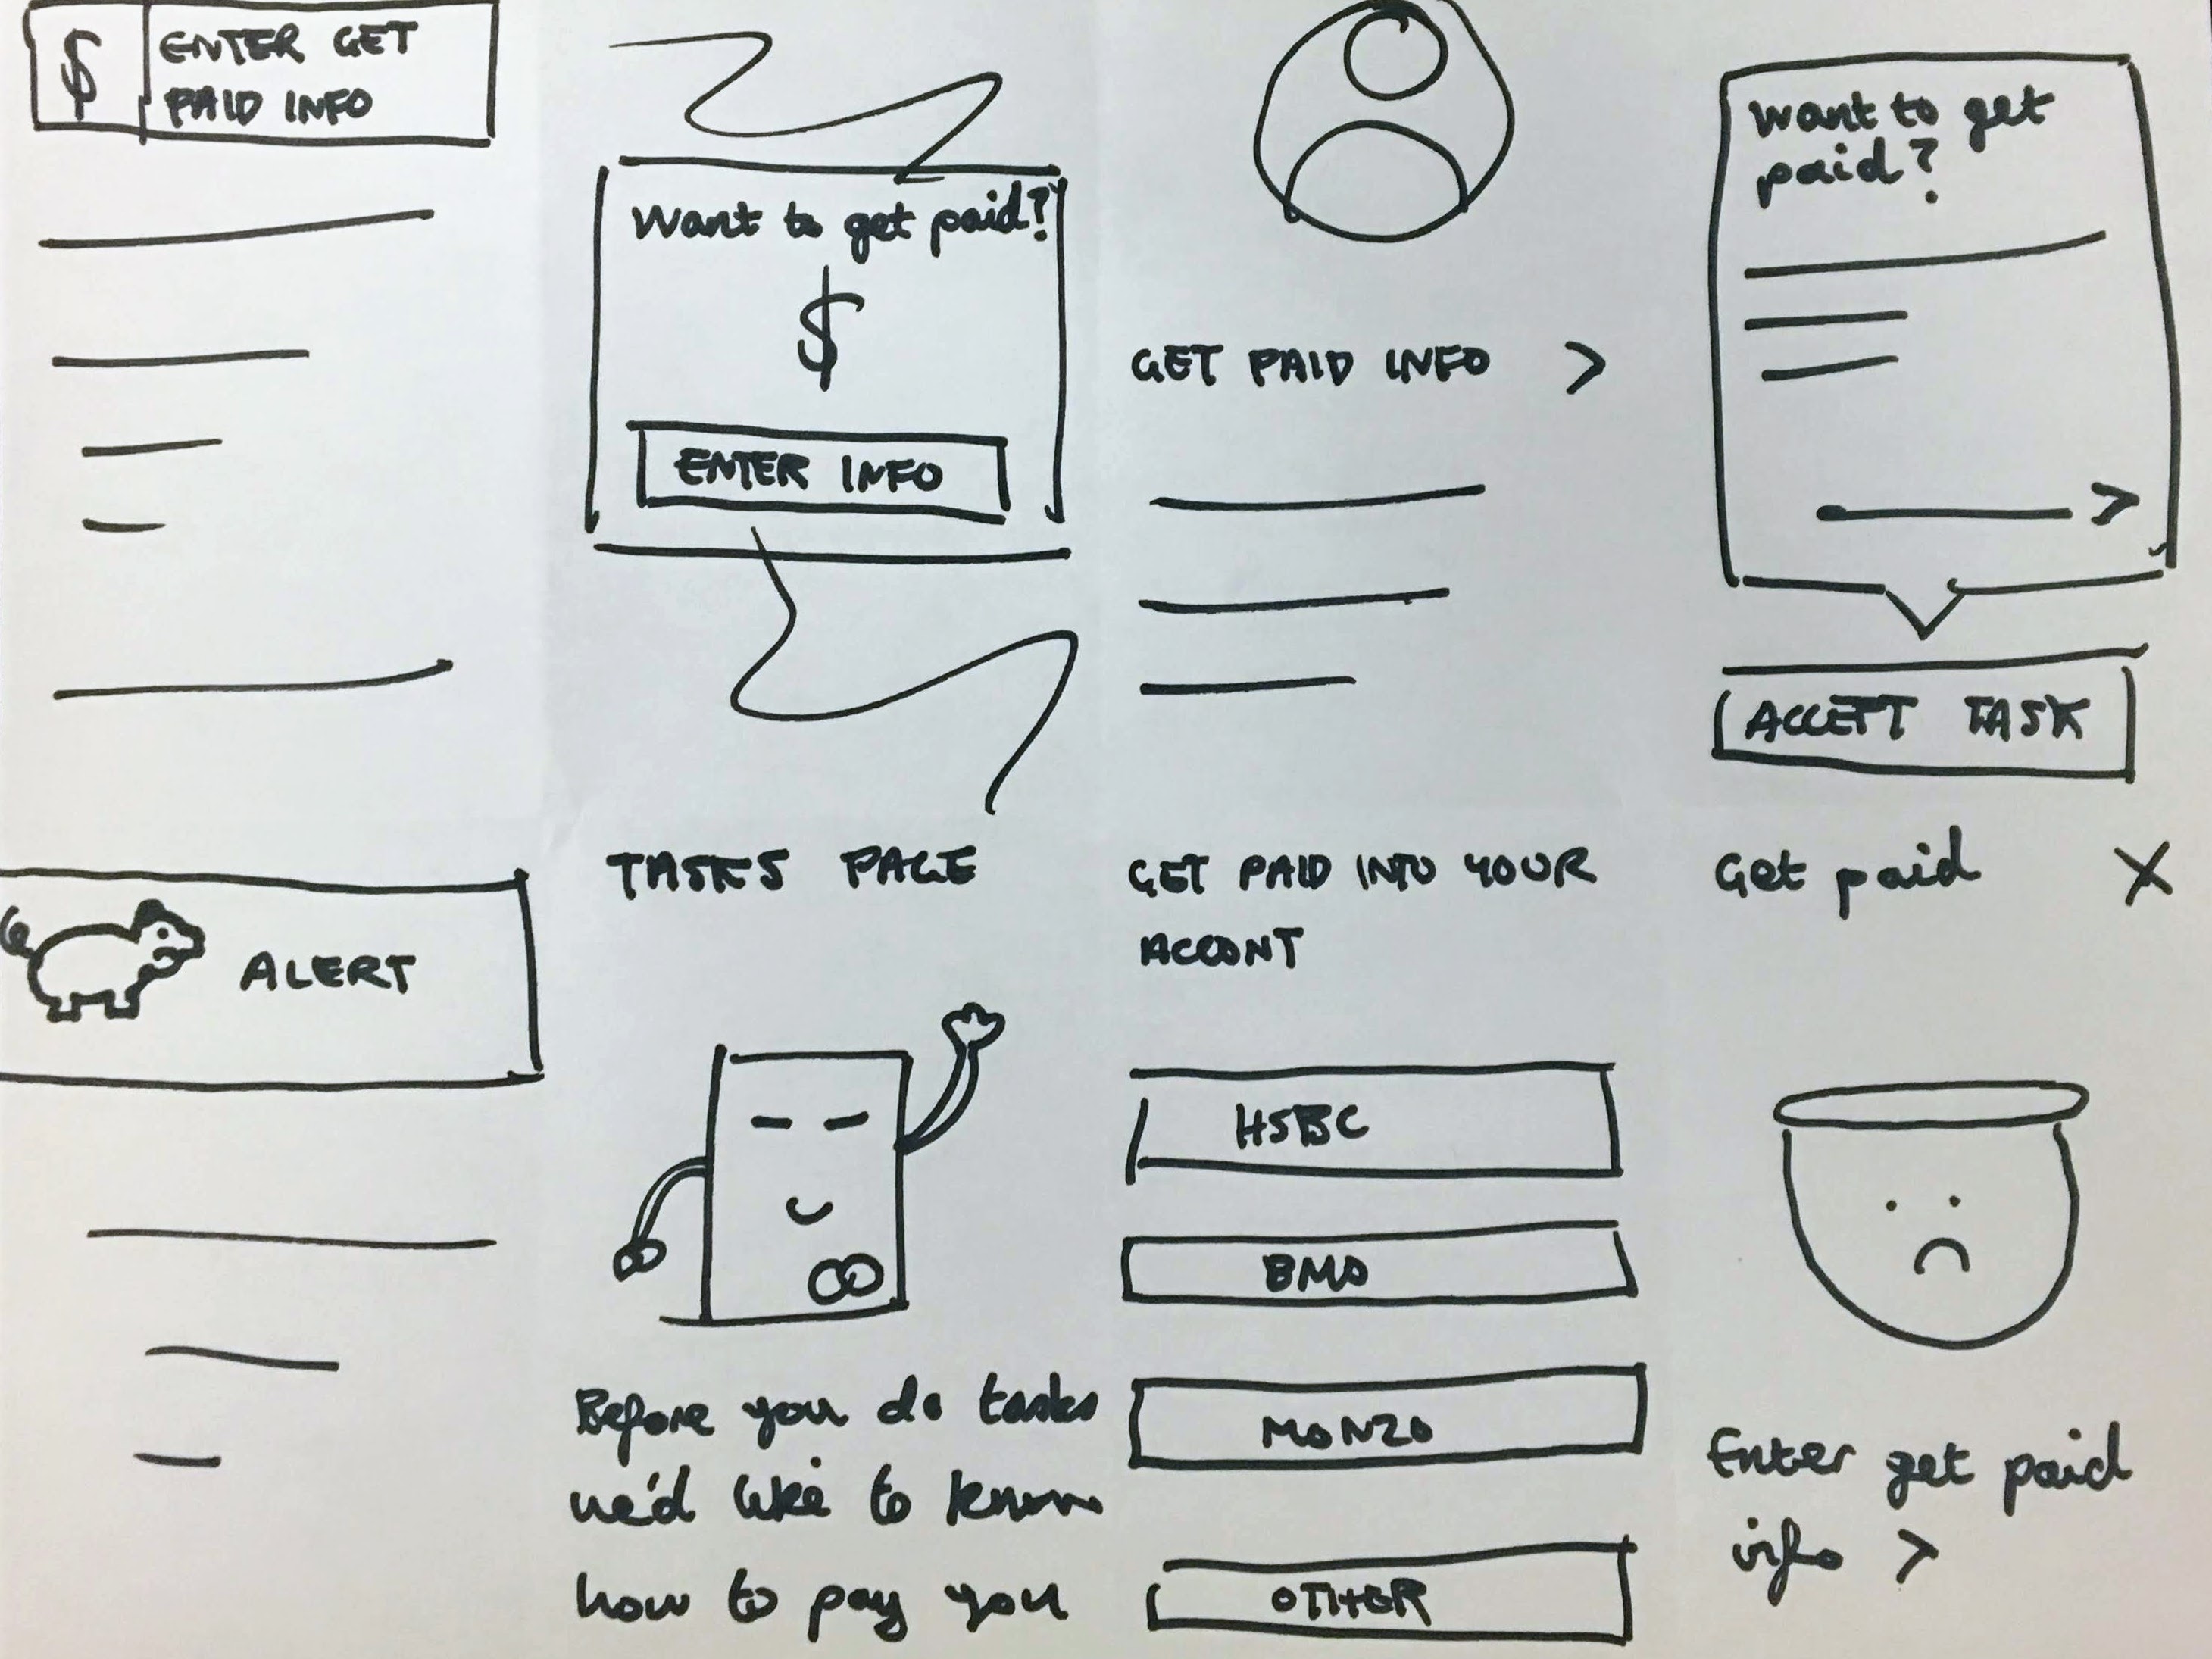 $
ENTER GET
PAID INFO
Want to get paid?
$
ENTER INFO
GET PAID INFO >
Want to get
paid?
>
ACCEPT TASK
ALERT
TASKS PAGE
Before you do tasks
we'd like to know
how to pay you
GET PAID INTO YOUR
ACCONT
HSBC
BMO
MONZO
OTHER
Get paid X
Enter get paid
info >